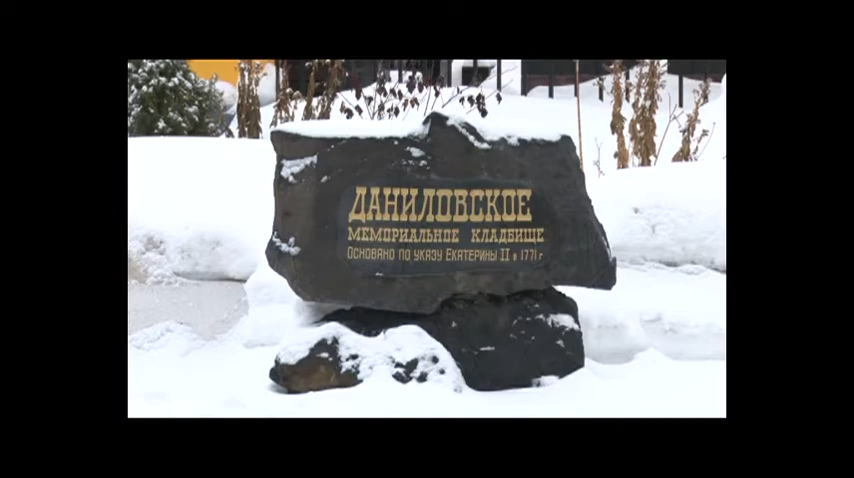 ДАНИЛОВСКОЕ
МЕМОРИАЛЬНОЕ КЛАДБИЩЕ
ОСНОВАНО ПО УКАЗУ ЕКАТЕРИНЫ II в 1771 г